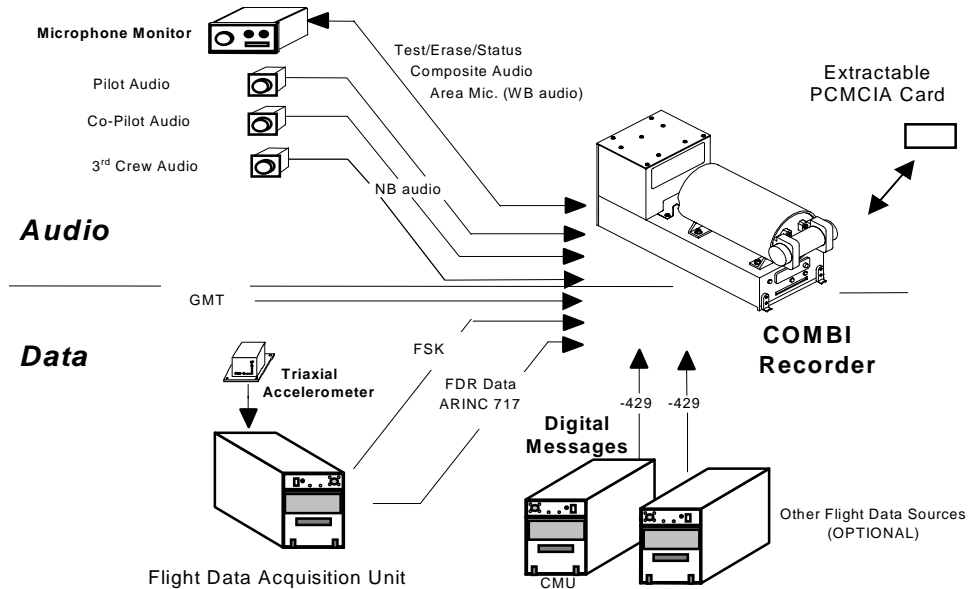 Microphone Monitor
Pilot Audio
Co-Pilot Audio
3rd Crew Audio
Test/Erase/Status
Composite Audio
Area Mic. (WB audio)
NB audio
Extractable
PCMCIA Card
Audio
GMT
Data
COMBI
Recorder
FSK
Triaxial
Accelerometer
FDR Data
ARINC 717
-429 -429
Digital
Messages
Other Flight Data Sources
(OPTIONAL)
CMU
Flight Data Acquisition Unit